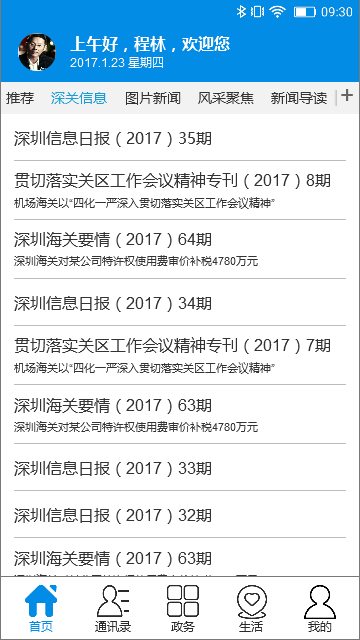 09:30
上午好，程林，欢迎您
2017.1.23 星期四
推荐 深关信息 图片新闻 风采聚焦 新闻导读 +
深圳信息日报（2017）35期
贯切落实关区工作会议精神专刊（2017）8期
机场海关以“四化一严深入贯切落实关区工作会议精神”
深圳海关要情（2017）64期
深圳海关对某公司特许权使用费审价补税4780万元
深圳信息日报（2017）34期
贯切落实关区工作会议精神专刊（2017）7期
机场海关以“四化一严深入贯切落实关区工作会议精神”
深圳海关要情（2017）63期
深圳海关对某公司特许权使用费审价补税4780万元
深圳信息日报（2017）33期
深圳信息日报（2017）32期
深圳海关要情（2017）63期
首页 通讯录 政务 生活 我的